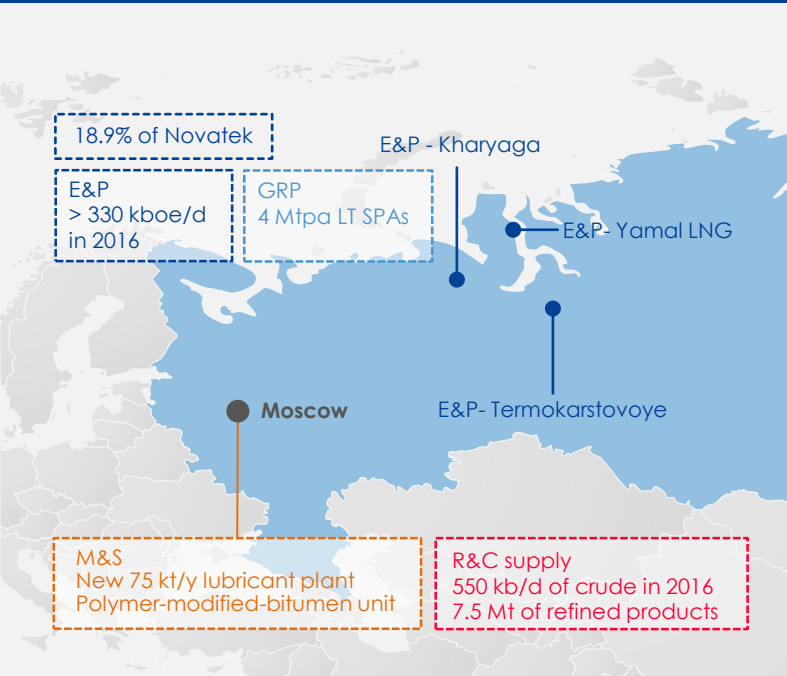 18.9% of Novatek
E&P - Kharyaga
E&P
> 330 kboe/d
in 2016
GRP
4 Mtpa LT SPAs
E&P- Yamal LNG
Moscow
E&P- Termokarstovoye
M&S
New 75 kt/y lubricant plant
Polymer-modified-bitumen unit
R&C supply
550 kb/d of crude in 2016
7.5 Mt of refined products